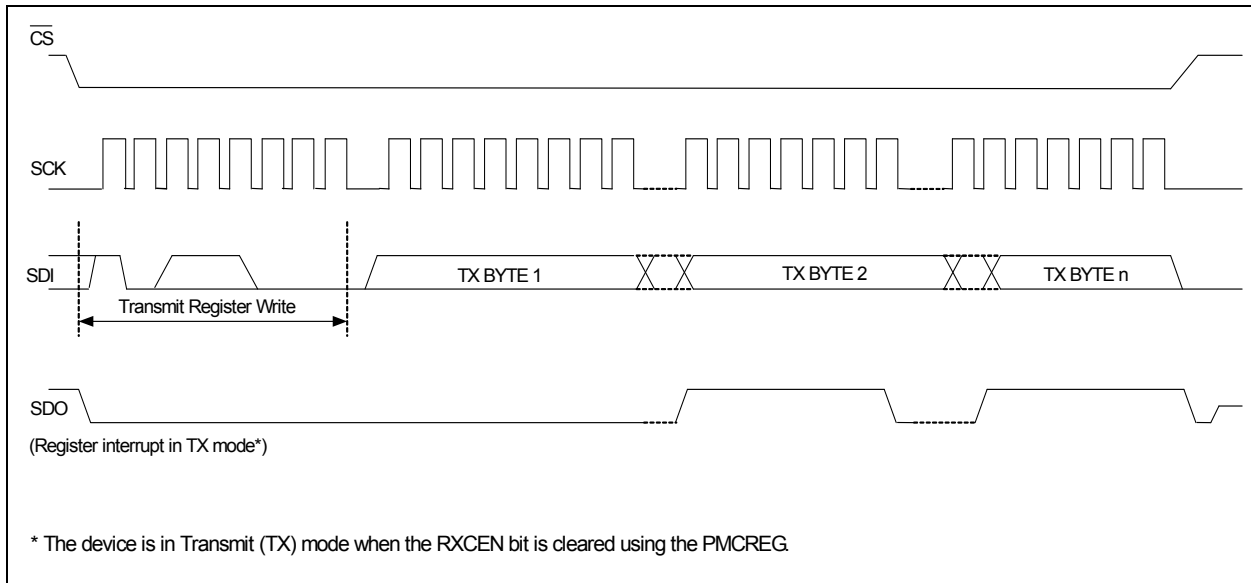 CS
SCK
SDI
TX BYTE 1
TX BYTE 2
TX BYTE n
Transmit Register Write
SDO
(Register interrupt in TX mode*)
* The device is in Transmit (TX) mode when the RXCEN bit is cleared using the PMCREG.